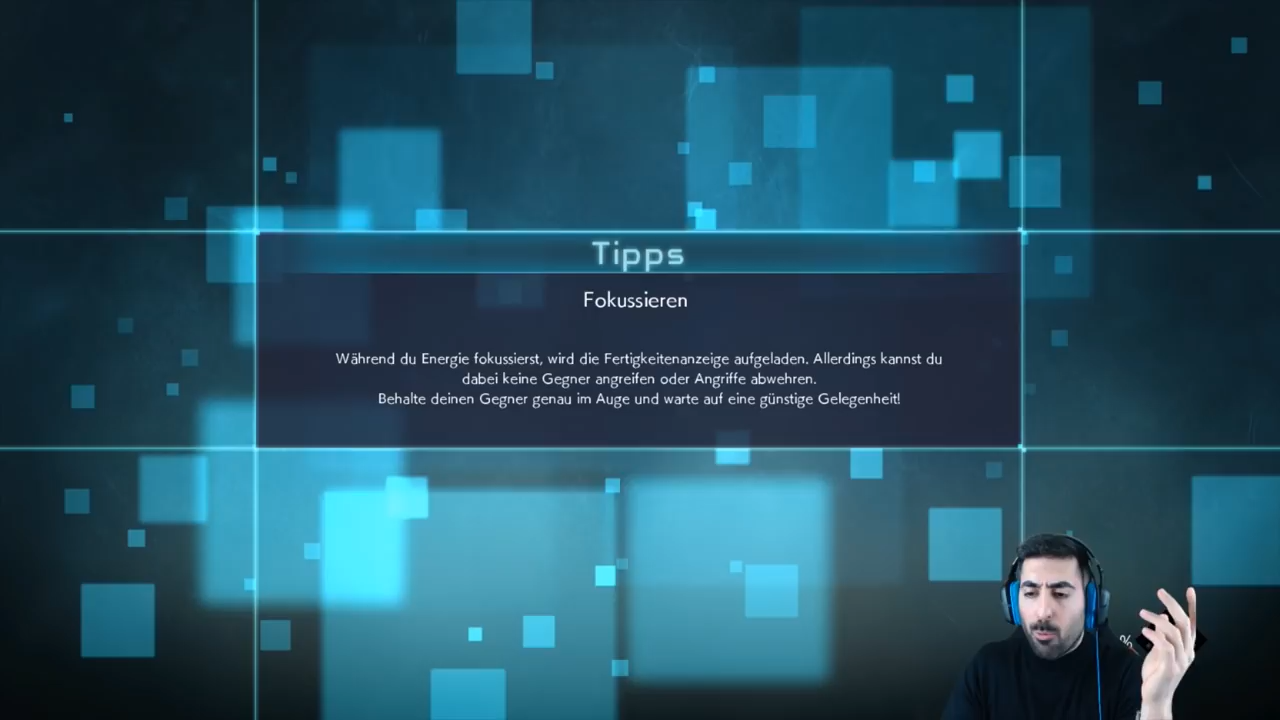 Tipps
Fokussieren
Während du Energie fokussierst, wird die Fertigkeitenanzeige aufgeladen. Allerdings kannst du
dabei keine Gegner angreifen oder Angriffe abwehren.
Behalte deinen Gegner genau im Auge und warte auf eine günstige Gelegenheit!
%